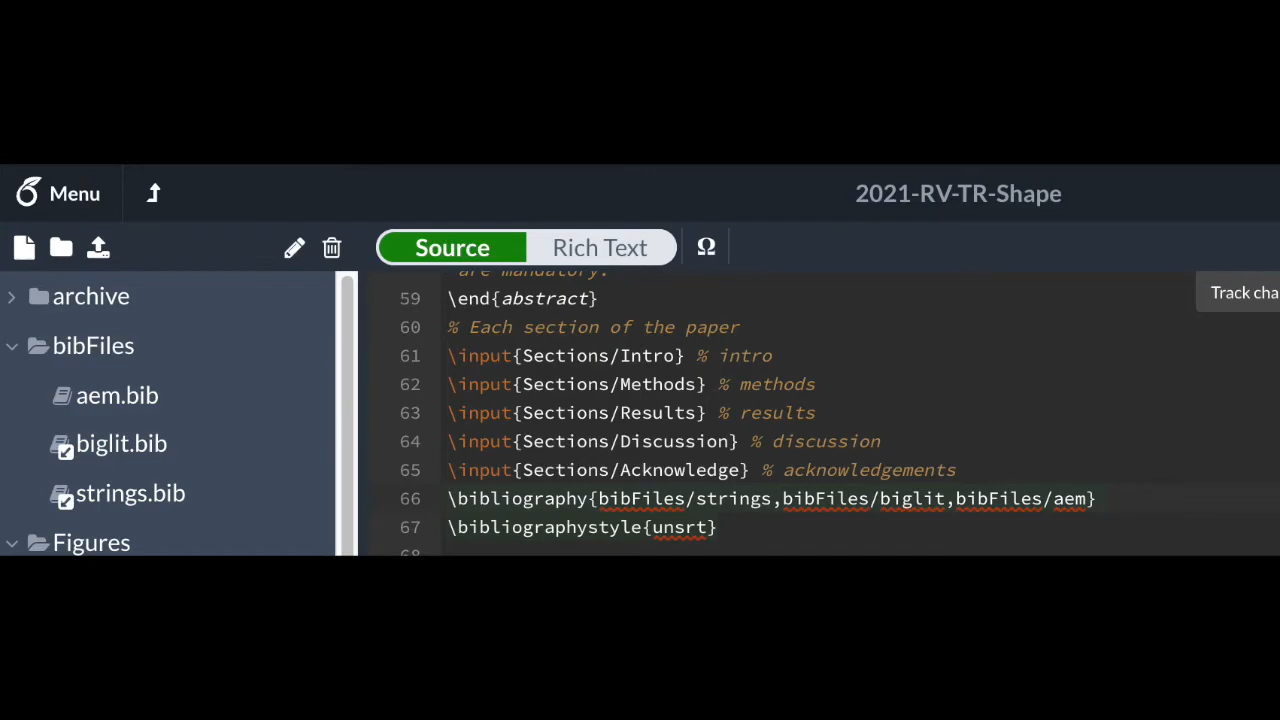 Menu
2021-RV-TR-Shape
Source
Rich Text
Ω
Track cha
archive
bibFiles
aem.bib
biglit.bib
strings.bib
Figures
are mandatory.
59 \end{abstract}
60 % Each section of the paper
61 \input{Sections/Intro} % intro
62 \input{Sections/Methods} % methods
63 \input{Sections/Results} % results
64 \input{Sections/Discussion} % discussion
65 \input{Sections/Acknowledge} % acknowledgements
66 \bibliography{bibFiles/strings,bibFiles/biglit,bibFiles/aem}
67 \bibliographystyle{unsrt}
68